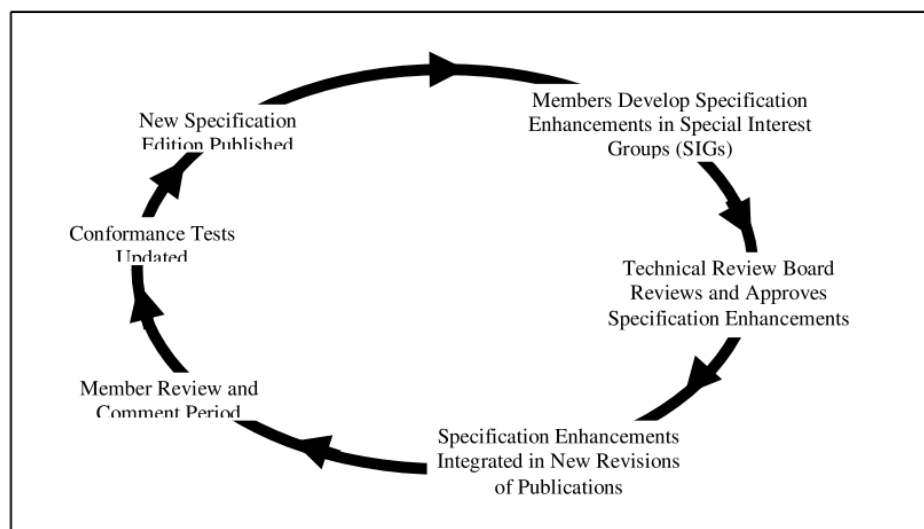 New Specification
Edition Published
Members Develop Specification
Enhancements in Special Interest
Groups (SIGs)
Technical Review Board
Reviews and Approves
Specification Enhancements
Specification Enhancements
Integrated in New Revisions
of Publications
Member Review and
Comment Period
Conformance Tests
Updated